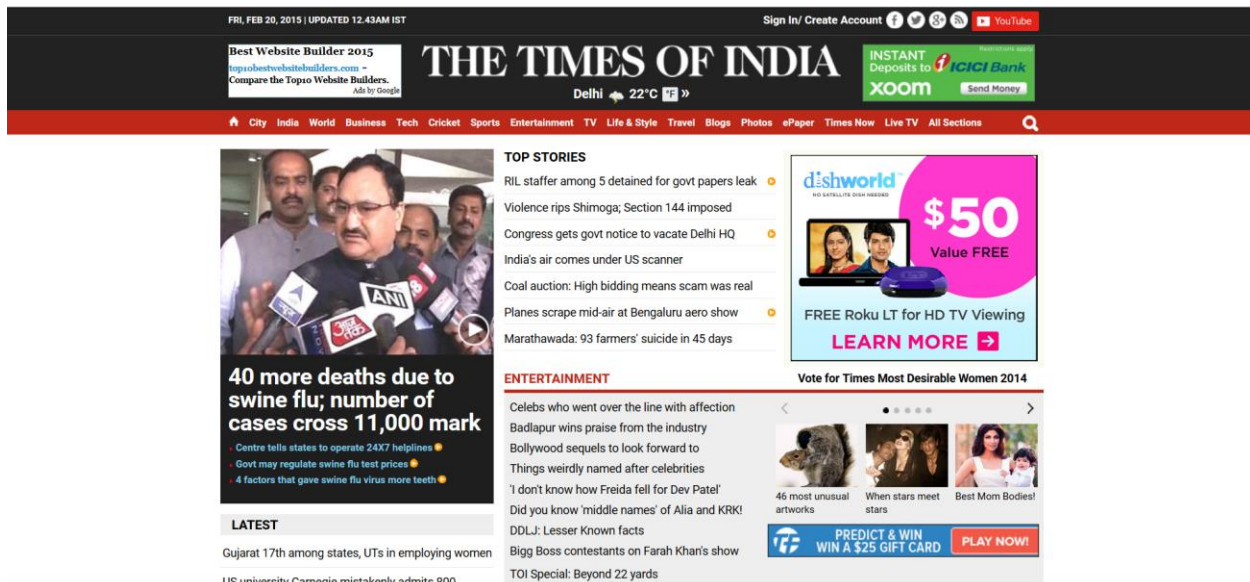 FRI, FEB 20, 2015 | UPDATED 12.43AM IST
Sign In/ Create Account
YouTube
Best Website Builder 2015
top10bestwebsitebuilders.com -
Compare the Top10 Website Builders.
Ads by Google
THE TIMES OF INDIA
Delhi 22°C °F »
Restrictions apply
INSTANT
Deposits to ICICI Bank
XOOM Send Money
City India World Business Tech Cricket Sports Entertainment TV Life & Style Travel Blogs Photos ePaper Times Now Live TV All Sections
ANI
आज तक
40 more deaths due to
swine flu; number of
cases cross 11,000 mark
Centre tells states to operate 24X7 helplines
Govt may regulate swine flu test prices
4 factors that gave swine flu virus more teeth
LATEST
Gujarat 17th among states, UTs in employing women
US university Carnegie mistakenly admits 800
TOP STORIES
RIL staffer among 5 detained for govt papers leak
Violence rips Shimoga; Section 144 imposed
Congress gets govt notice to vacate Delhi HQ
India's air comes under US scanner
Coal auction: High bidding means scam was real
Planes scrape mid-air at Bengaluru aero show
Marathawada: 93 farmers' suicide in 45 days
ENTERTAINMENT
Celebs who went over the line with affection
Badlapur wins praise from the industry
Bollywood sequels to look forward to
Things weirdly named after celebrities
'I don't know how Freida fell for Dev Patel'
Did you know 'middle names' of Alia and KRK!
DDLJ: Lesser Known facts
Bigg Boss contestants on Farah Khan's show
TOI Special: Beyond 22 yards
dishworld
NO SATELLITE DISH NEEDED
$50
Value FREE
FREE Roku LT for HD TV Viewing
LEARN MORE
Vote for Times Most Desirable Women 2014
46 most unusual
artworks
When stars meet
stars
Best Mom Bodies!
PREDICT & WIN
WIN A $25 GIFT CARD
PLAY NOW!